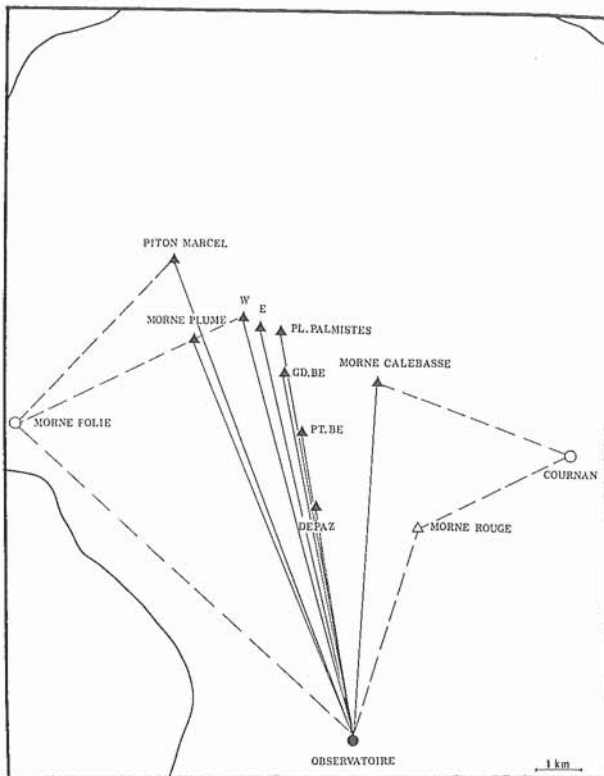 PITON MARCEL
W
E
MORNE PLUME
PL. PALMISTES
MORNE CALEBASSE
GD. BE
MORNE FOLIE
PT. BE
COURNAN
DEPAZ
MORNE ROUGE
OBSERVATOIRE
1 km